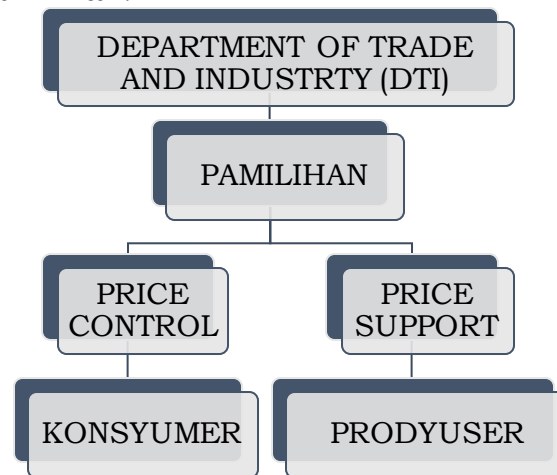 DEPARTMENT OF TRADE
AND INDUSTRTY (DTI)
PAMILIHAN
PRICE
CONTROL
PRICE
SUPPORT
KONSYUMER
PRODYUSER